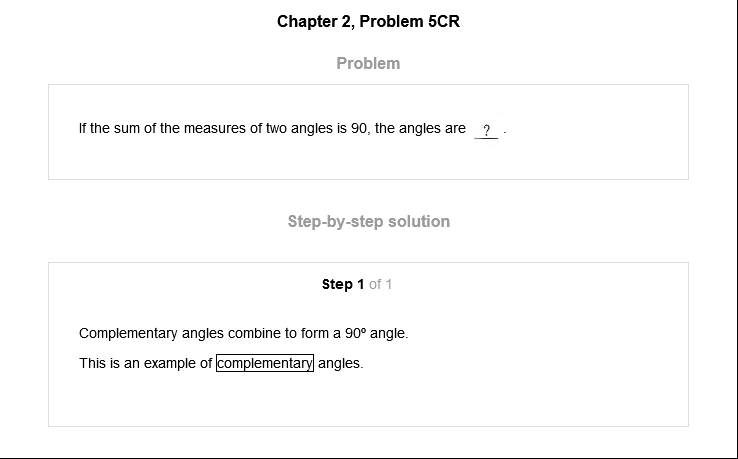 Chapter 2, Problem 5CR
Problem
If the sum of the measures of two angles is 90, the angles are ? .
Step-by-step solution
Step 1 of 1
Complementary angles combine to form a 90º angle.
This is an example of complementary angles.